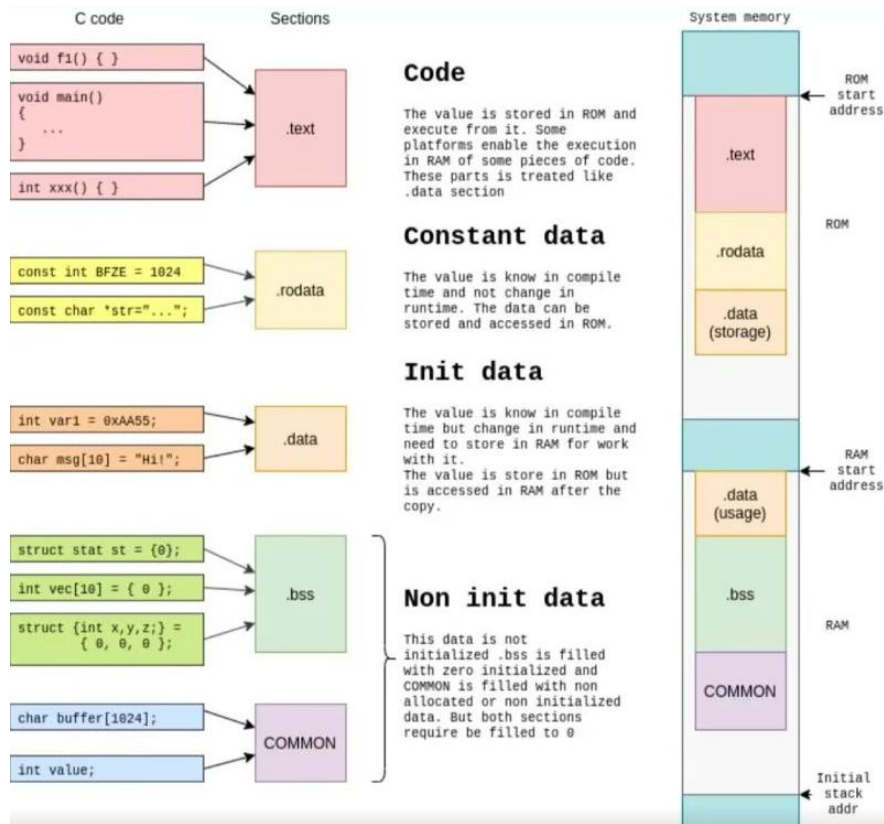 C code
Sections
System memory
void f1() { }
void main()
{
...
}
int xxx() { }
.text
Code
The value is stored in ROM and
execute from it. Some
platforms enable the execution
in RAM of some pieces of code.
These parts is treated like
.data section
const int BFZE = 1024
const char *str="...";
.rodata
Constant data
The value is know in compile
time and not change in
runtime. The data can be
stored and accessed in ROM.
int var1 = 0xAA55;
char msg[10] = "Hi!";
.data
Init data
The value is know in compile
time but change in runtime and
need to store in RAM for work
with it.
The value is store in ROM but
is accessed in RAM after the
copy.
struct stat st = {0};
int vec[10] = { 0 };
struct {int x,y,z;} =
{ 0, 0, 0 };
.bss
char buffer[1024];
int value;
COMMON
Non init data
This data is not
initialized .bss is filled
with zero initialized and
COMMON is filled with non
allocated or non initialized
data. But both sections
require be filled to 0
ROM
start
address
.text
ROM
.rodata
.data
(storage)
RAM
start
address
.data
(usage)
.bss
RAM
COMMON
Initial
stack
addr